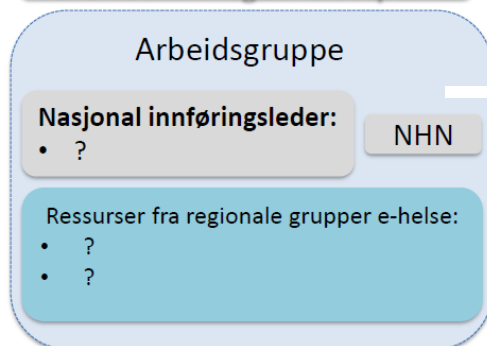 Arbeidsgruppe
Nasjonal innføringsleder:
• ?
NHN
Ressurser fra regionale grupper e-helse:
• ?
• ?